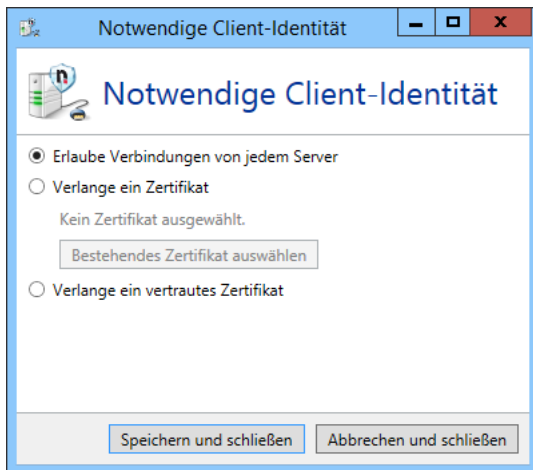 Notwendige Client-Identität
Notwendige Client-Identität
Erlaube Verbindungen von jedem Server
Verlange ein Zertifikat
Kein Zertifikat ausgewählt.
Bestehendes Zertifikat auswählen
Verlange ein vertrautes Zertifikat
Speichern und schließen
Abbrechen und schließen